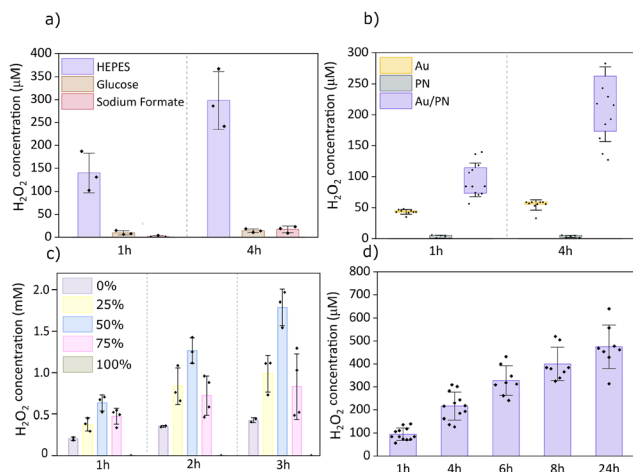 a)
H₂O₂ concentration (μM)
400
350
300
250
200
150
100
50
0
HEPES
Glucose
Sodium Formate
1h
4h
b)
H₂O₂ concentration (μM)
300
250
200
150
100
50
0
Au
PN
Au/PN
1h
4h
c)
H₂O₂ concentration (mM)
2.0
1.5
1.0
0.5
0.0
0%
25%
50%
75%
100%
1h
2h
3h
d)
H₂O₂ concentration (μM)
800
700
600
500
400
300
200
100
0
1h
4h
6h
8h
24h